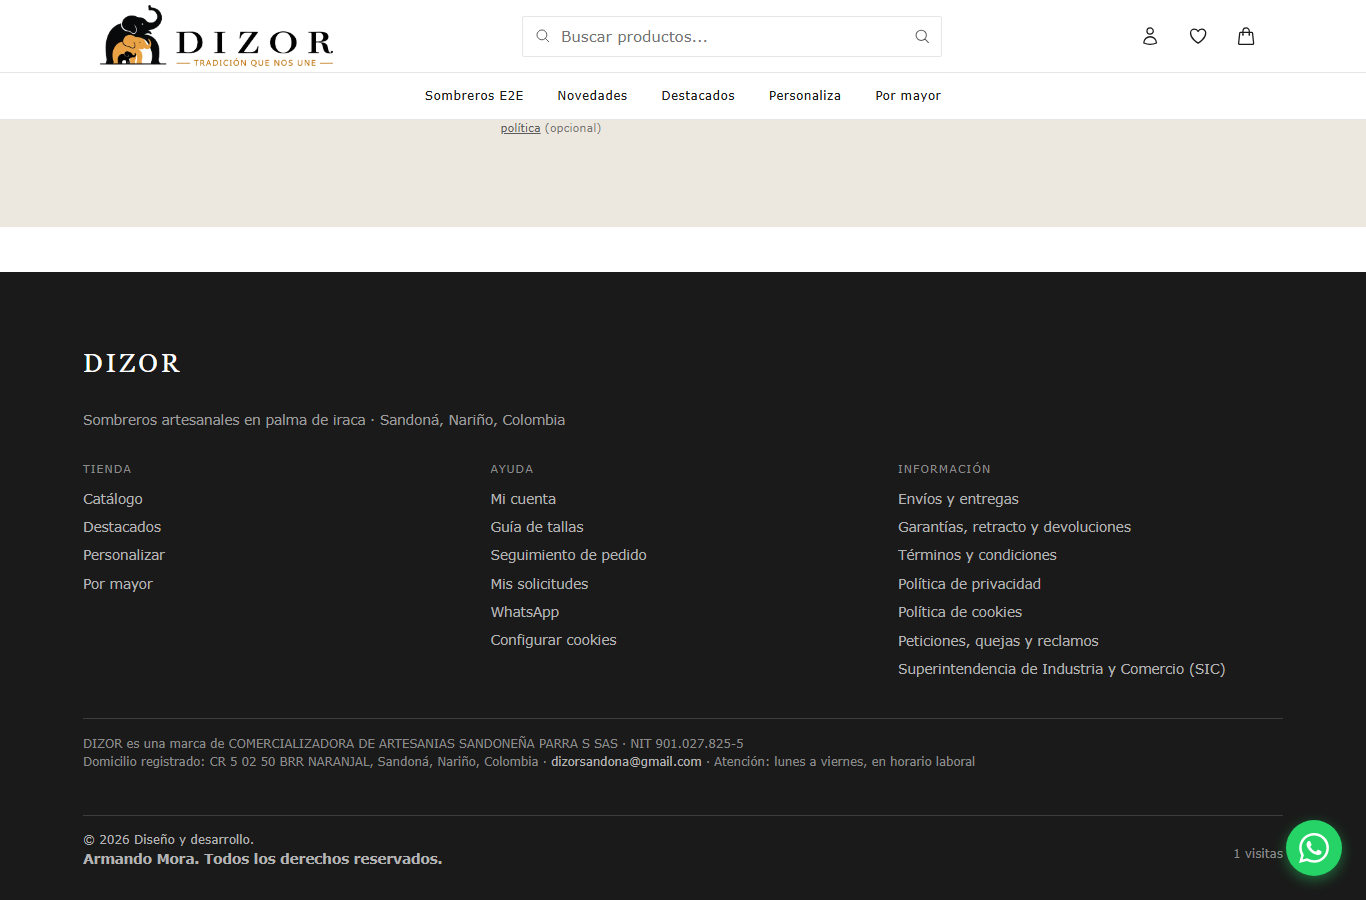 DIZOR
TRADICIÓN QUE NOS UNE
Buscar productos...
Sombreros E2E
Novedades
Destacados
Personaliza
Por mayor
política (opcional)
DIZOR
Sombreros artesanales en palma de iraca · Sandoná, Nariño, Colombia
TIENDA
Catálogo
Destacados
Personalizar
Por mayor
AYUDA
Mi cuenta
Guía de tallas
Seguimiento de pedido
Mis solicitudes
WhatsApp
Configurar cookies
INFORMACIÓN
Envíos y entregas
Garantías, retracto y devoluciones
Términos y condiciones
Política de privacidad
Política de cookies
Peticiones, quejas y reclamos
Superintendencia de Industria y Comercio (SIC)
DIZOR es una marca de COMERCIALIZADORA DE ARTESANIAS SANDONEÑA PARRA S SAS · NIT 901.027.825-5
Domicilio registrado: CR 5 02 50 BRR NARANJAL, Sandoná, Nariño, Colombia · dizorsandona@gmail.com · Atención: lunes a viernes, en horario laboral
© 2026 Diseño y desarrollo.
Armando Mora. Todos los derechos reservados.
1 visitas